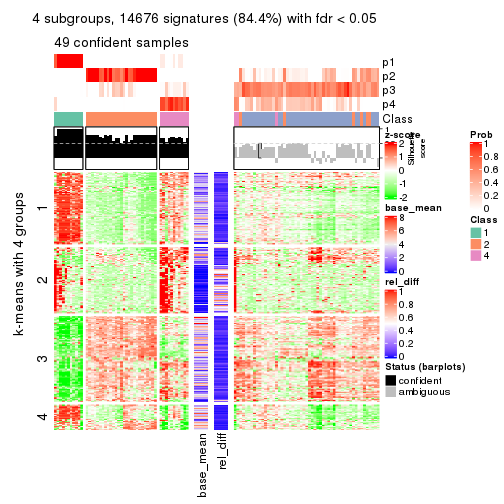 4 subgroups, 14676 signatures (84.4%) with fdr < 0.05
49 confident samples
p1
p2
p3
p4
Class
1
Silhouette
score
k-means with 4 groups
1
2
3
4
base_mean
rel_diff
z-score
2
1
0
-1
-2
base_mean
8
6
4
2
0
rel_diff
1
0.8
0.6
0.4
0.2
0
Status (barplots)
confident
ambiguous
Prob
1
0.8
0.6
0.4
0.2
0
Class
1
2
4